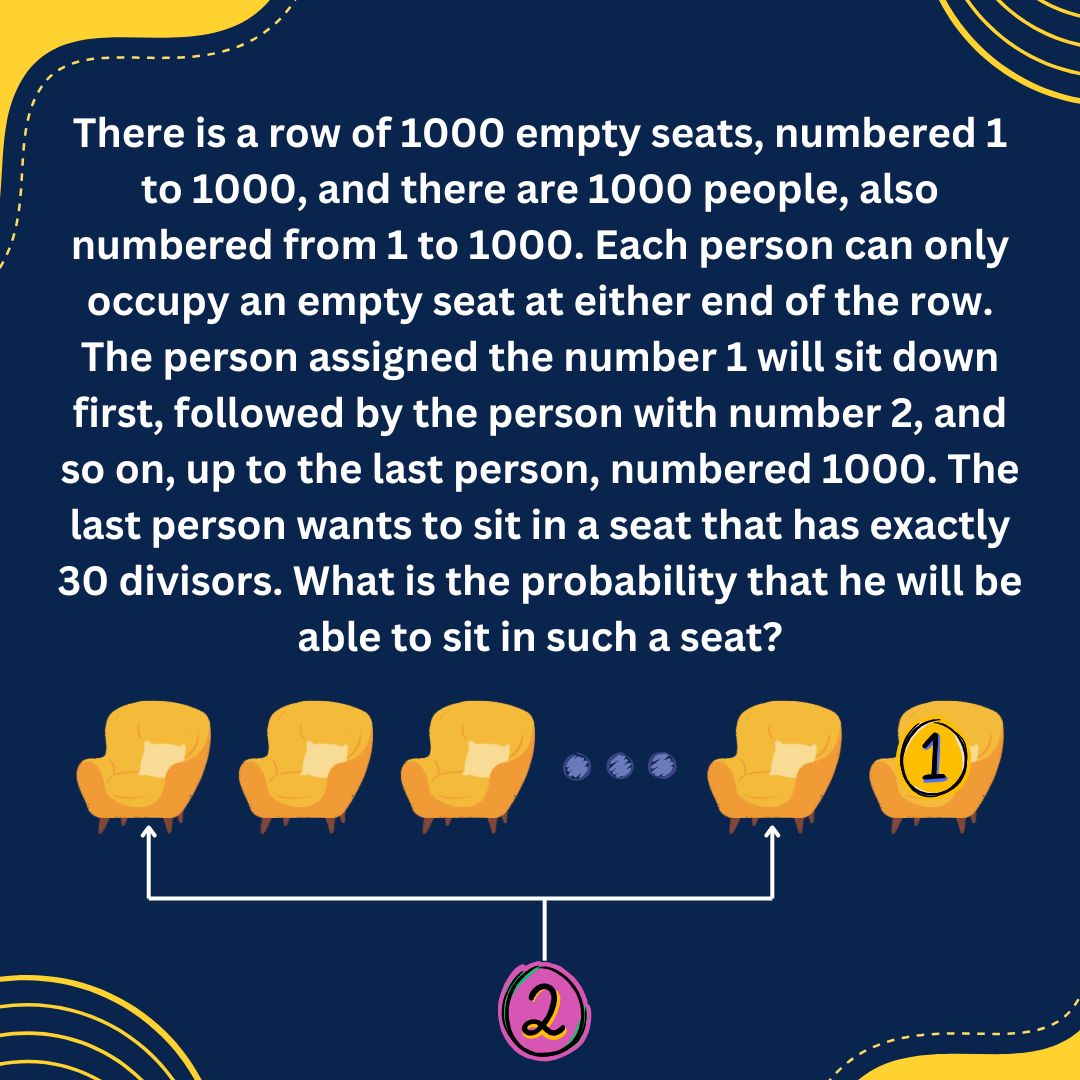 There is a row of 1000 empty seats, numbered 1
to 1000, and there are 1000 people, also
numbered from 1 to 1000. Each person can only
occupy an empty seat at either end of the row.
The person assigned the number 1 will sit down
first, followed by the person with number 2, and
so on, up to the last person, numbered 1000. The
last person wants to sit in a seat that has exactly
30 divisors. What is the probability that he will be
able to sit in such a seat?
1
2